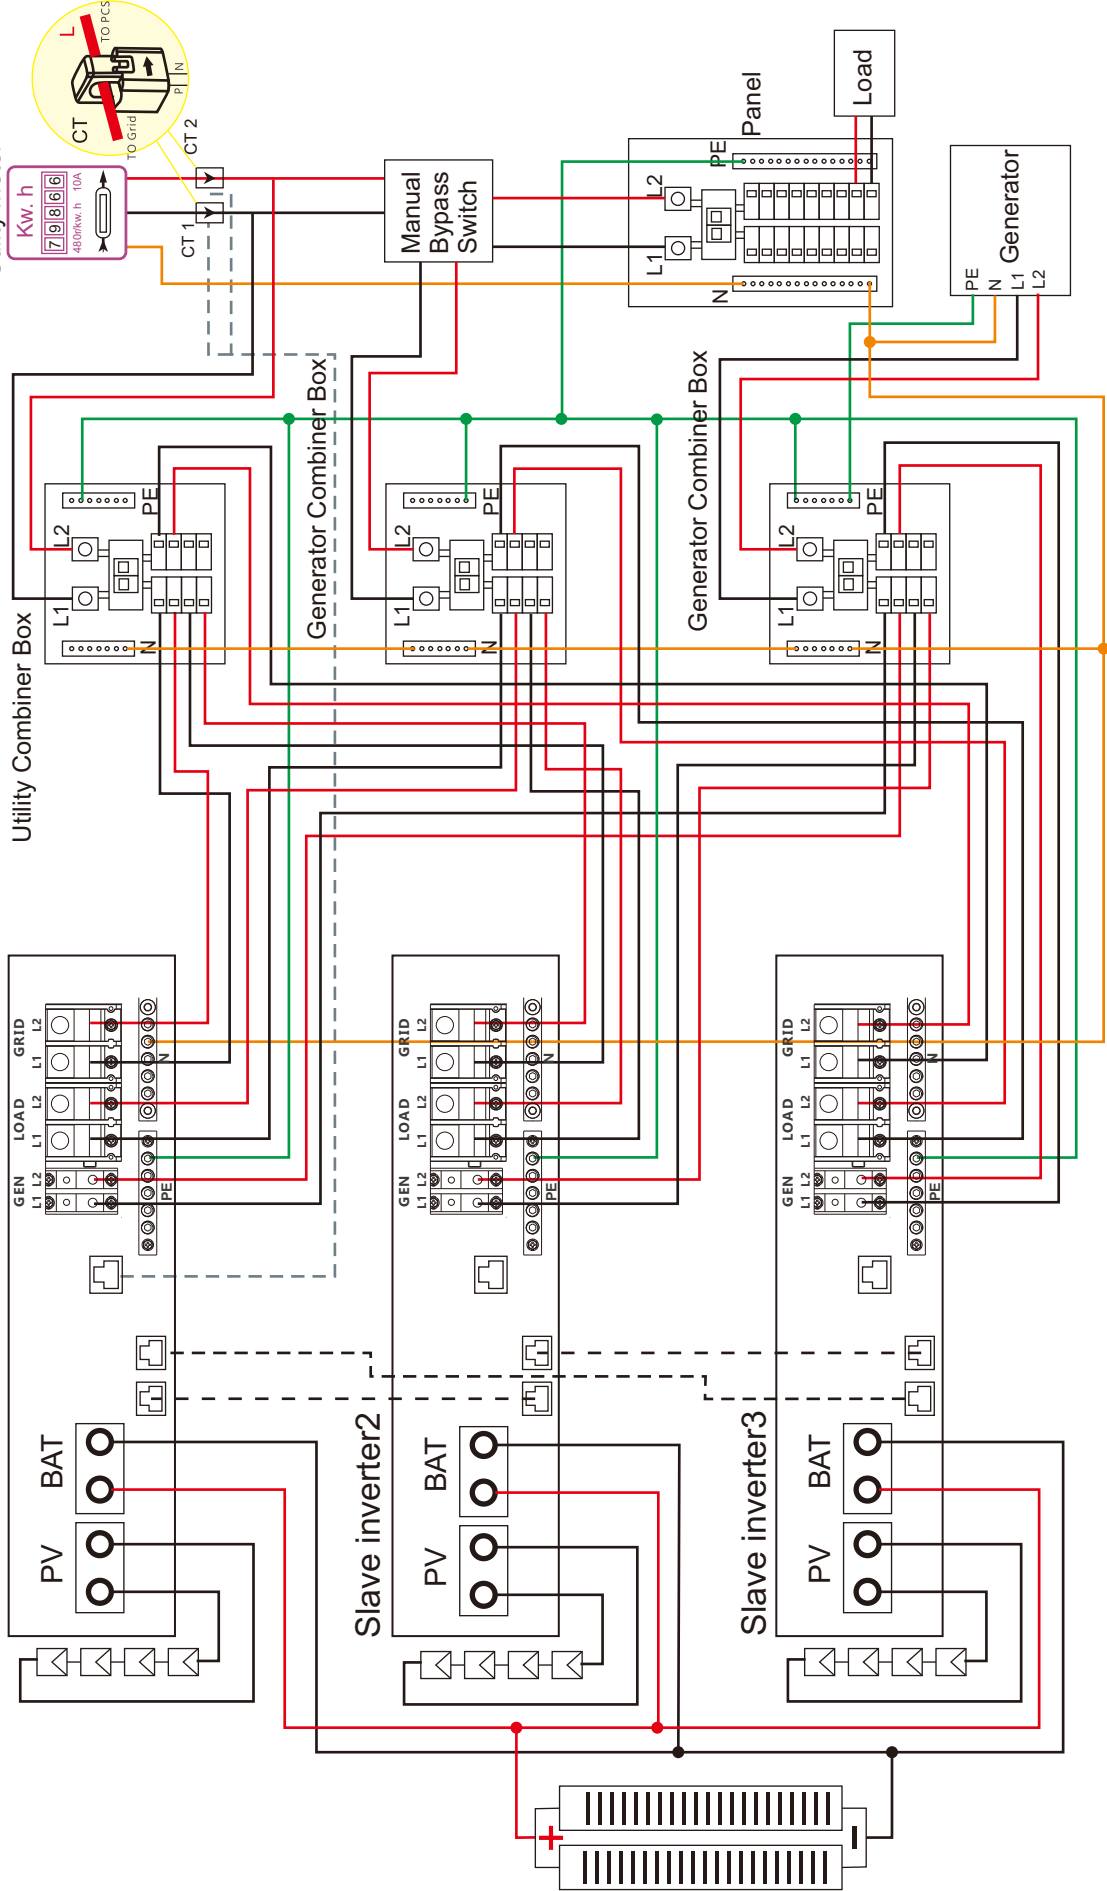 Kw. h
7 9 8 6 6
480r/kw. h 10A
CT
L
TO PCS
TO Grid
P N
CT 1
CT 2
Manual
Bypass
Switch
Panel
L1
L2
N
PE
Load
Generator
PE
N
L1
L2
Utility Combiner Box
L1
L2
N
PE
Generator Combiner Box
L1
L2
N
PE
Generator Combiner Box
L1
L2
N
PE
GEN LOAD GRID
L1 L2 L1 L2 L1 L2
PE
N
PV
BAT
Slave inverter2
GEN LOAD GRID
L1 L2 L1 L2 L1 L2
PE
N
PV
BAT
Slave inverter3
GEN LOAD GRID
L1 L2 L1 L2 L1 L2
PE
N
PV
BAT
+
-